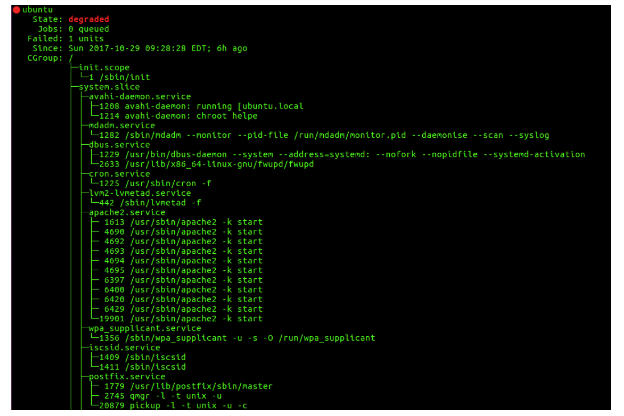 ubuntu
State: degraded
Jobs: 0 queued
Failed: 1 units
Since: Sun 2017-10-29 09:28:28 EDT; 6h ago
CGroup: /
├─init.scope
│ └─1 /sbin/init
└─system.slice
├─avahi-daemon.service
│ ├─1208 avahi-daemon: running [ubuntu.local
│ └─1214 avahi-daemon: chroot helpe
├─mdadm.service
│ └─1282 /sbin/mdadm --monitor --pid-file /run/mdadm/monitor.pid --daemonise --scan --syslog
├─dbus.service
│ ├─1229 /usr/bin/dbus-daemon --system --address=systemd: --nofork --nopidfile --systemd-activation
│ └─2633 /usr/lib/x86_64-linux-gnu/fwupd/fwupd
├─cron.service
│ └─1225 /usr/sbin/cron -f
├─lvm2-lvmetad.service
│ └─442 /sbin/lvmetad -f
├─apache2.service
│ ├─ 1613 /usr/sbin/apache2 -k start
│ ├─ 4690 /usr/sbin/apache2 -k start
│ ├─ 4692 /usr/sbin/apache2 -k start
│ ├─ 4693 /usr/sbin/apache2 -k start
│ ├─ 4694 /usr/sbin/apache2 -k start
│ ├─ 4695 /usr/sbin/apache2 -k start
│ ├─ 6397 /usr/sbin/apache2 -k start
│ ├─ 6400 /usr/sbin/apache2 -k start
│ ├─ 6420 /usr/sbin/apache2 -k start
│ ├─ 6429 /usr/sbin/apache2 -k start
│ └─19901 /usr/sbin/apache2 -k start
├─wpa_supplicant.service
│ └─1356 /sbin/wpa_supplicant -u -s -O /run/wpa_supplicant
├─iscsid.service
│ ├─1409 /sbin/iscsid
│ └─1411 /sbin/iscsid
├─postfix.service
│ ├─ 1779 /usr/lib/postfix/sbin/master
│ ├─ 2745 qmgr -l -t unix -u
│ └─20879 pickup -l -t unix -u -c